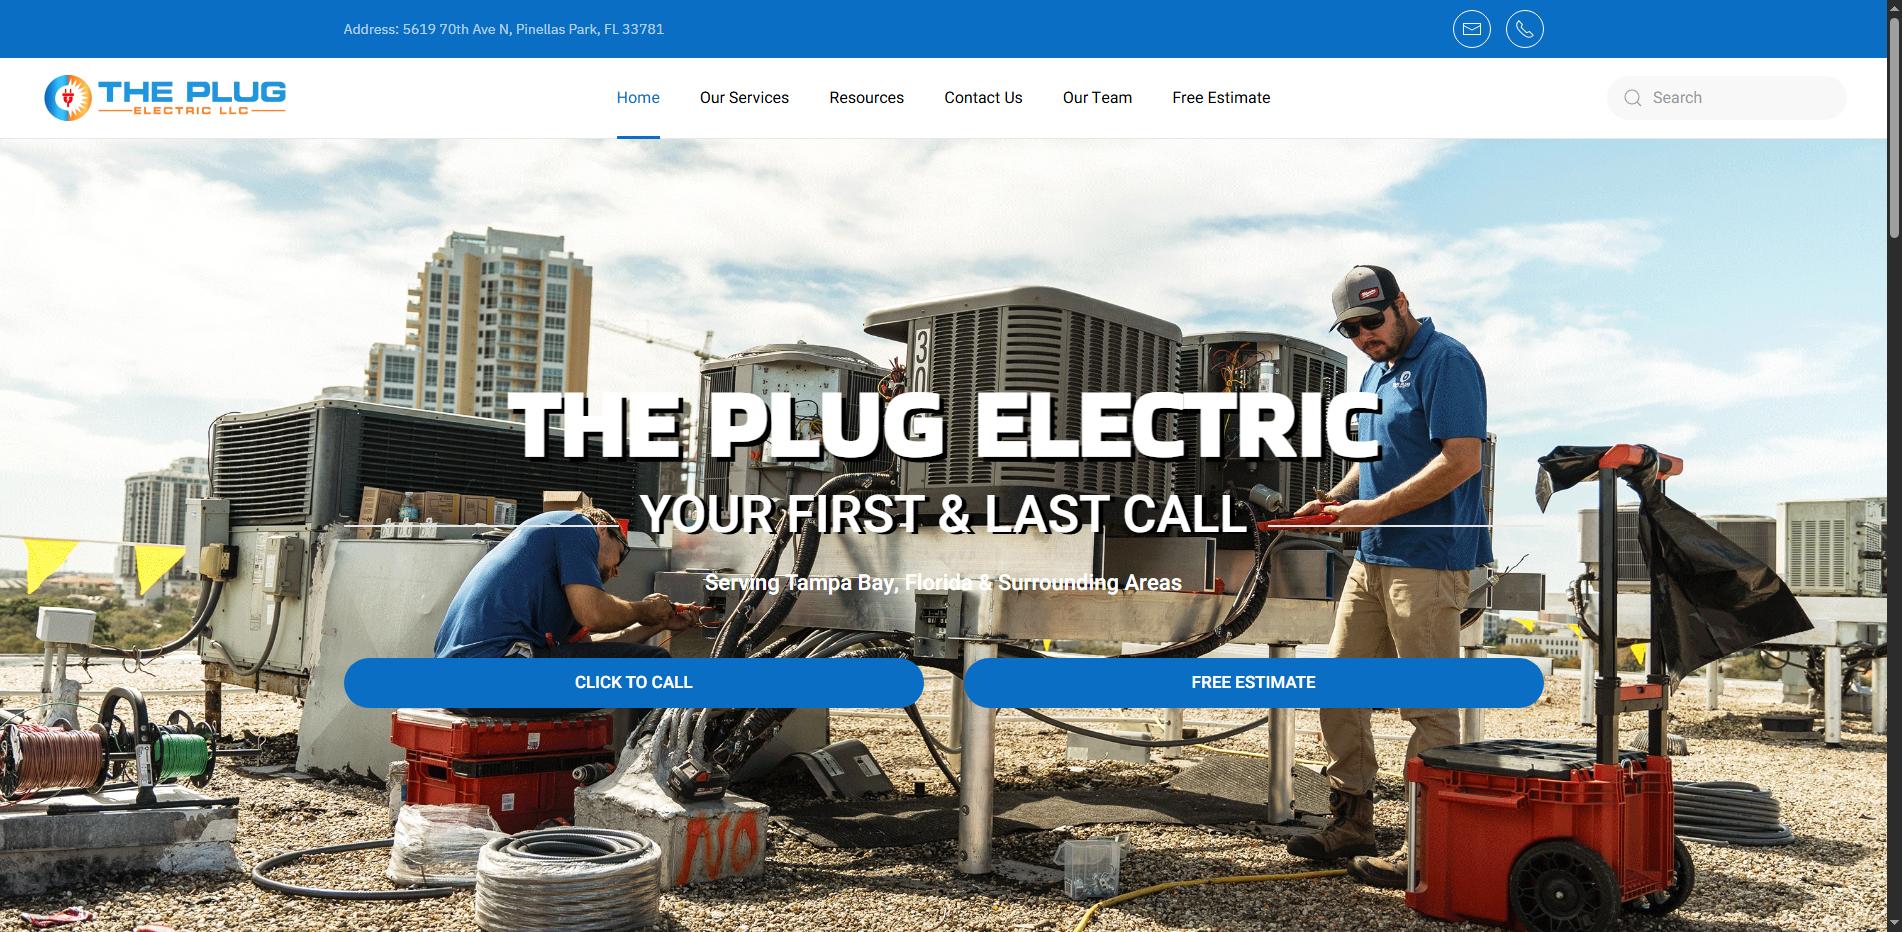 Address: 5619 70th Ave N, Pinellas Park, FL 33781
THE PLUG
ELECTRIC LLC
Home
Our Services
Resources
Contact Us
Our Team
Free Estimate
Search
30
THE PLUG ELECTRIC
YOUR FIRST & LAST CALL
Serving Tampa Bay, Florida & Surrounding Areas
CLICK TO CALL
FREE ESTIMATE
NO